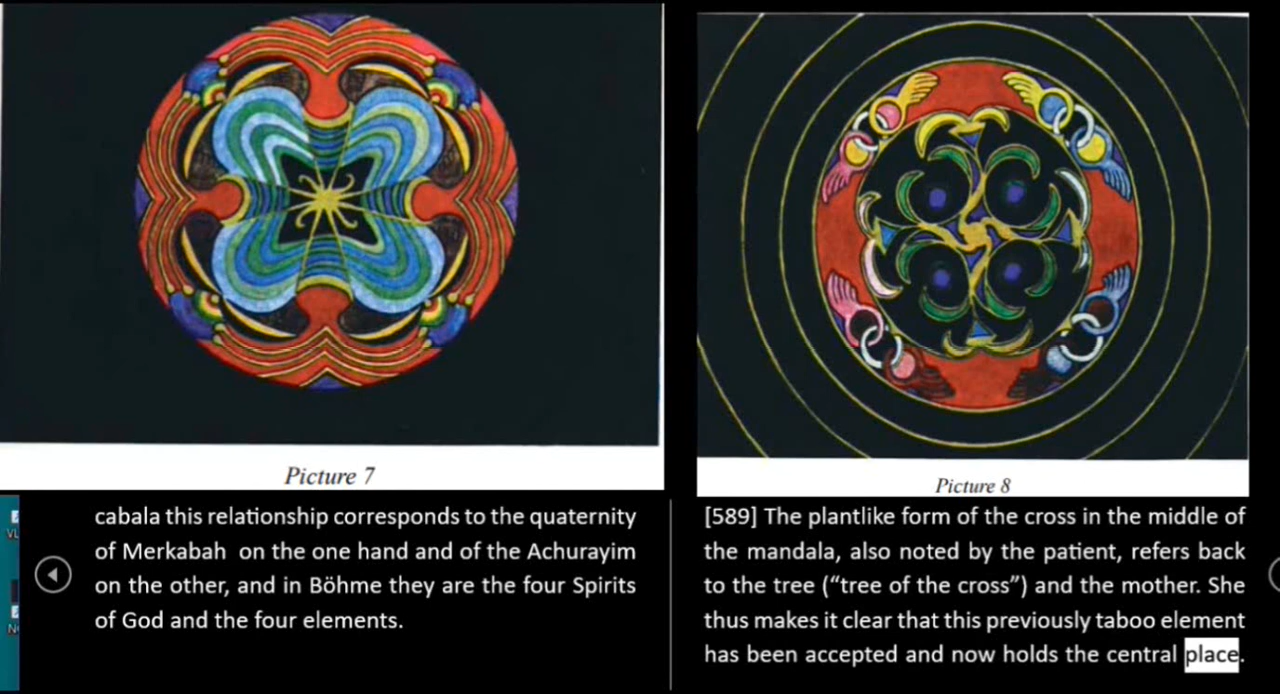 Picture 7
cabala this relationship corresponds to the quaternity
of Merkabah on the one hand and of the Achurayim
on the other, and in Böhme they are the four Spirits
of God and the four elements.
Picture 8
[589] The plantlike form of the cross in the middle of
the mandala, also noted by the patient, refers back
to the tree (“tree of the cross”) and the mother. She
thus makes it clear that this previously taboo element
has been accepted and now holds the central place.